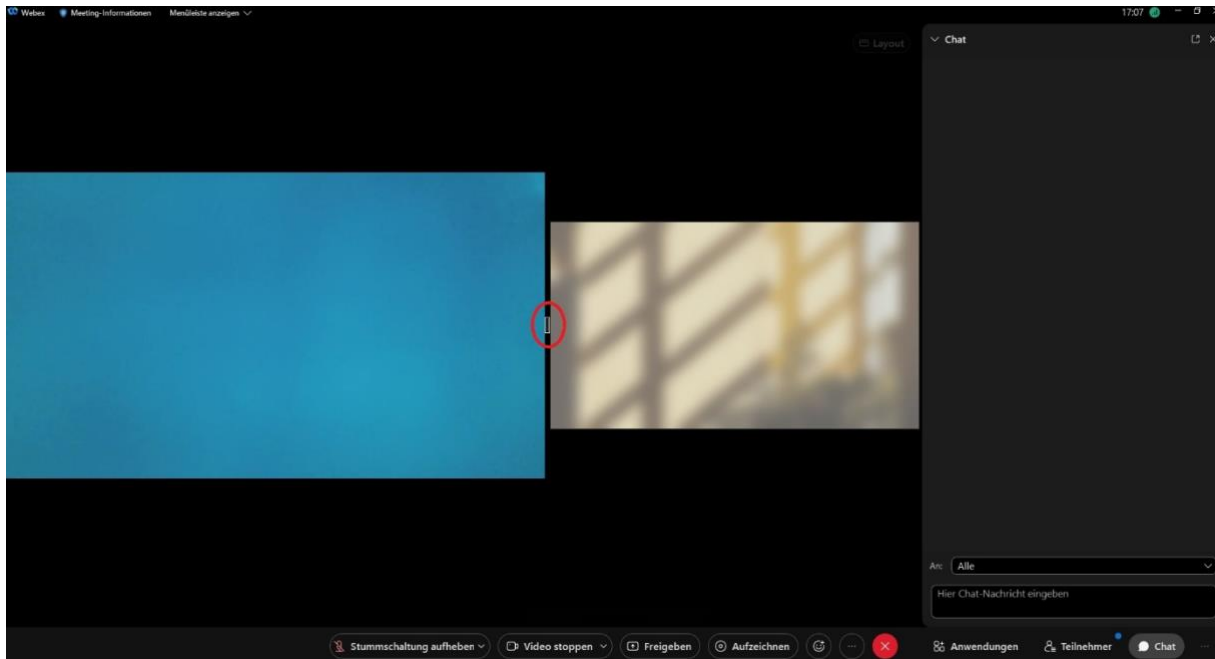 Webex Meeting-Informationen Menüleiste anzeigen 17:07
Layout
Chat
An: Alle
Hier Chat-Nachricht eingeben
Stummschaltung aufheben Video stoppen Freigeben Aufzeichnen Anwendungen Teilnehmer Chat